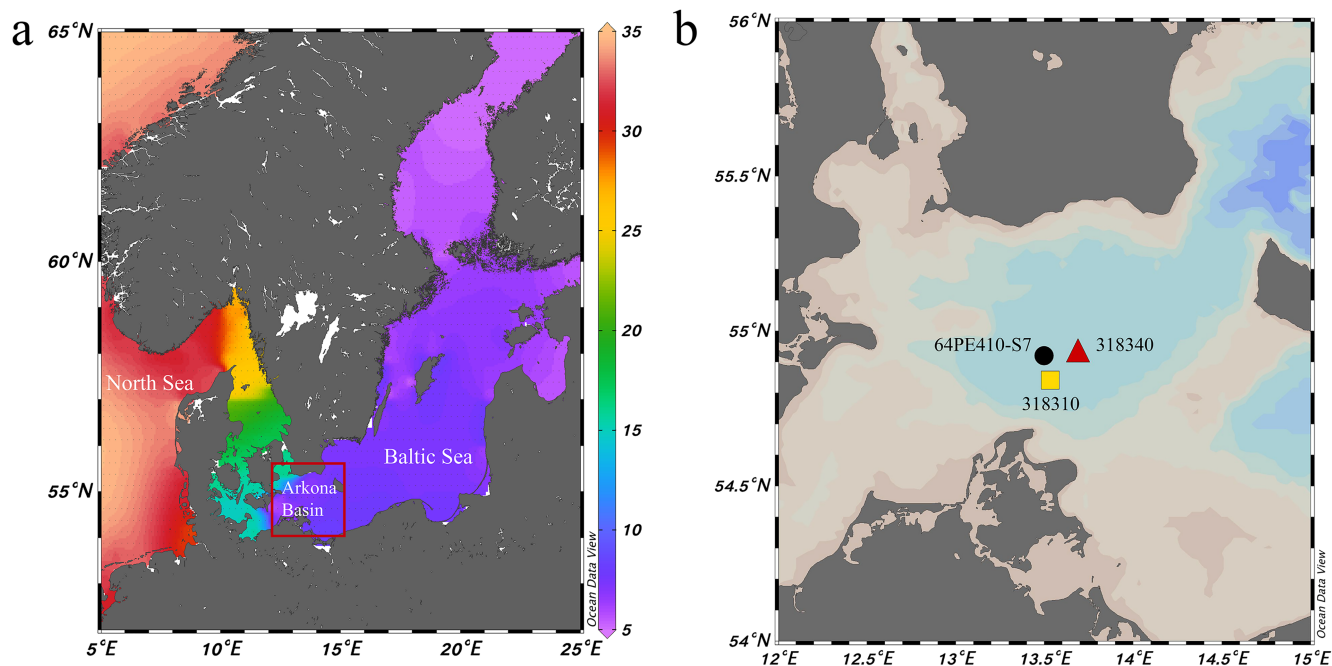 a
65°N
60°N
55°N
5°E
10°E
15°E
20°E
25°E
North Sea
Baltic Sea
Arkona
Basin
Ocean Data View
35
30
25
20
15
10
5
b
56°N
55.5°N
55°N
54.5°N
54°N
12°E
12.5°E
13°E
13.5°E
14°E
14.5°E
15°E
64PE410-S7
318340
318310
Ocean Data View